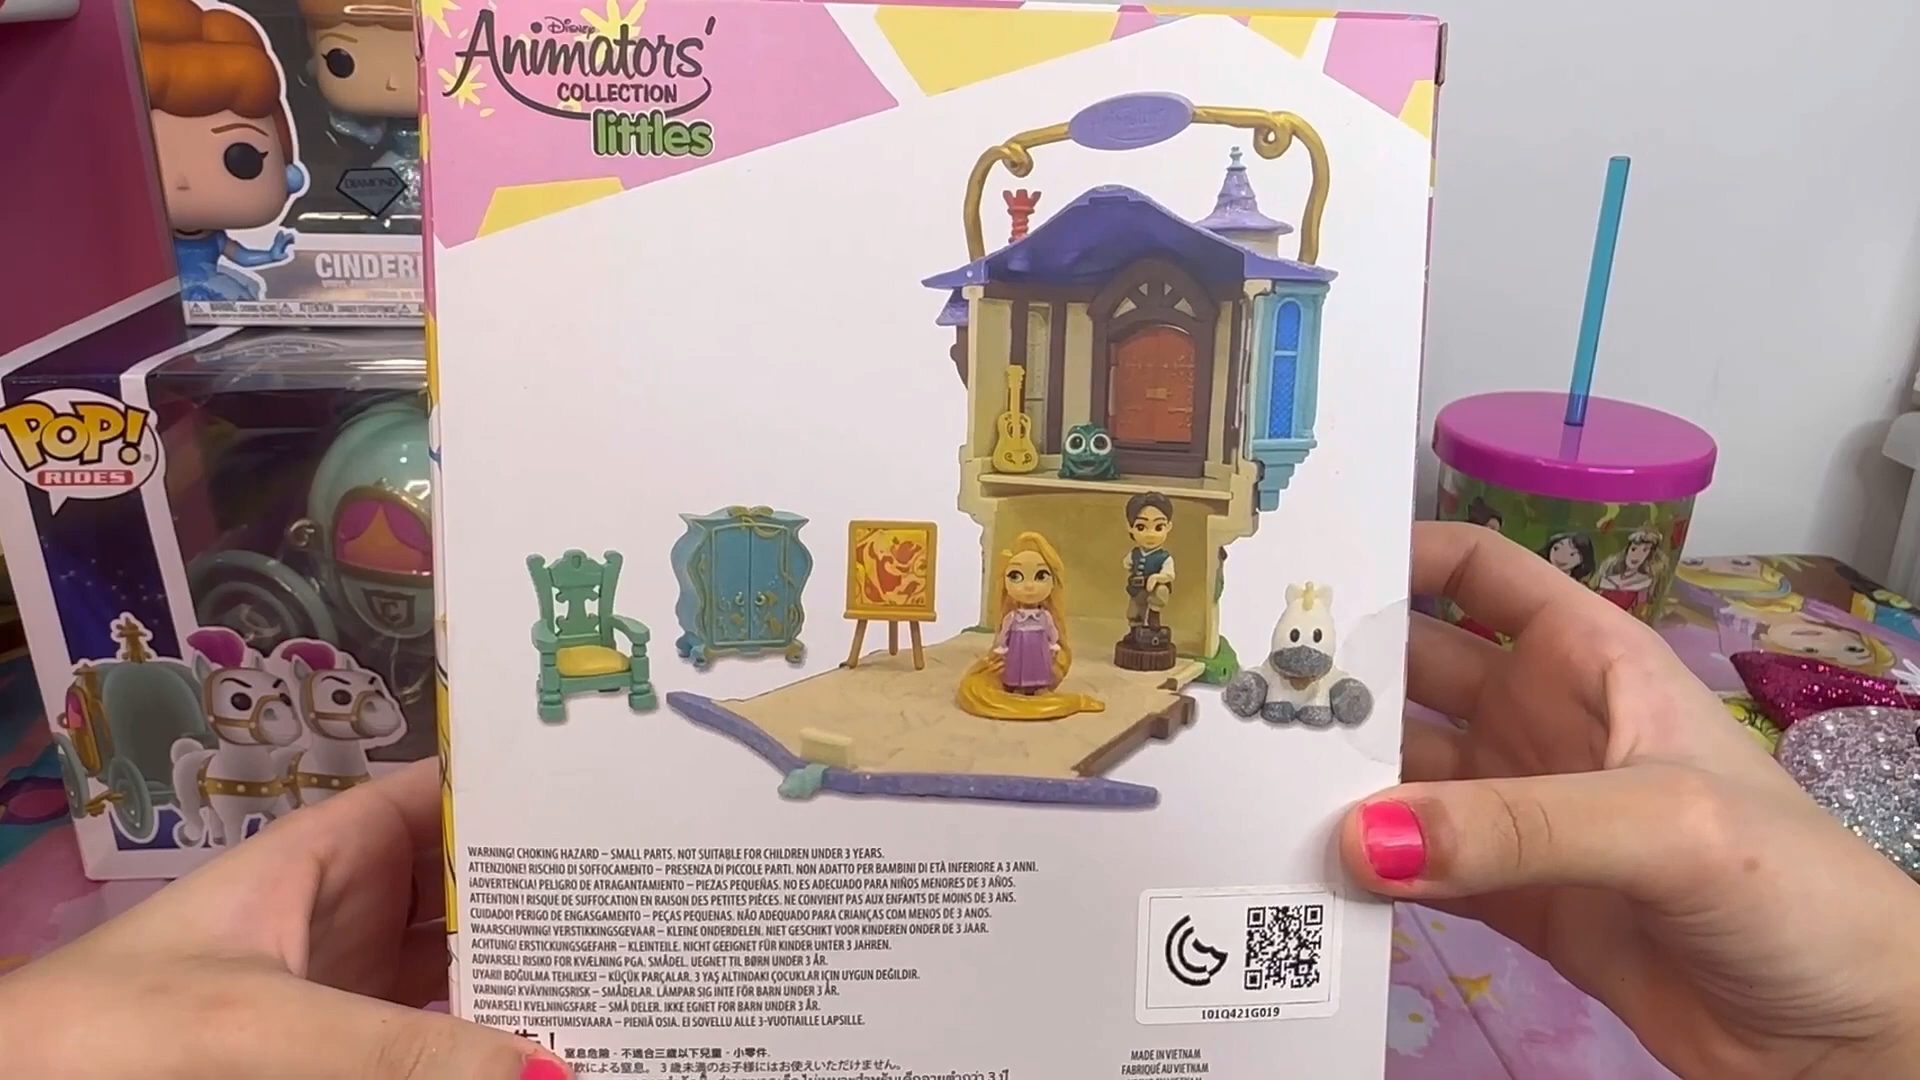 Disney
Animators'
COLLECTION
littles
DIAMOND
CINDER
POP!
RIDES
WARNING! CHOKING HAZARD – SMALL PARTS. NOT SUITABLE FOR CHILDREN UNDER 3 YEARS.
ATTENZIONE! RISCHIO DI SOFFOCAMENTO – PRESENZA DI PICCOLE PARTI. NON ADATTO PER BAMBINI DI ETÀ INFERIORE A 3 ANNI.
¡ADVERTENCIA! PELIGRO DE ATRAGANTAMIENTO – PIEZAS PEQUEÑAS. NO ES ADECUADO PARA NIÑOS MENORES DE 3 AÑOS.
ATTENTION ! RISQUE DE SUFFOCATION EN RAISON DES PETITES PIÈCES. NE CONVIENT PAS AUX ENFANTS DE MOINS DE 3 ANS.
CUIDADO! PERIGO DE ENGASGAMENTO – PEÇAS PEQUENAS. NÃO ADEQUADO PARA CRIANÇAS COM MENOS DE 3 ANOS.
WAARSCHUWING! VERSTIKKINGSGEVAAR – KLEINE ONDERDELEN. NIET GESCHIKT VOOR KINDEREN ONDER DE 3 JAAR.
ACHTUNG! ERSTICKUNGSGEFAHR – KLEINTEILE. NICHT GEEIGNET FÜR KINDER UNTER 3 JAHREN.
ADVARSEL! RISIKO FOR KVÆLNING PGA. SMÅDEL. UEGNET TIL BØRN UNDER 3 ÅR.
UYARI! BOĞULMA TEHLİKESİ – KÜÇÜK PARÇALAR. 3 YAŞ ALTINDAKİ ÇOCUKLAR İÇİN UYGUN DEĞİLDİR.
VARNING! KVÄVNINGSRISK – SMÅDELAR. LÄMPAR SIG INTE FÖR BARN UNDER 3 ÅR.
ADVARSEL! KVELNINGSFARE – SMÅ DELER. IKKE EGNET FOR BARN UNDER 3 ÅR.
VAROITUS! TUKEHTUMISVAARA – PIENIÄ OSIA. EI SOVELLU ALLE 3-VUOTIAILLE LAPSILLE.
窒息危險 - 不適合三歲以下兒童 - 小零件.
飲による窒息。 3 歳未満のお子様にはお使いいただけません。
101Q421G019
MADE IN VIETNAM
FABRIQUÉ AU VIETNAM